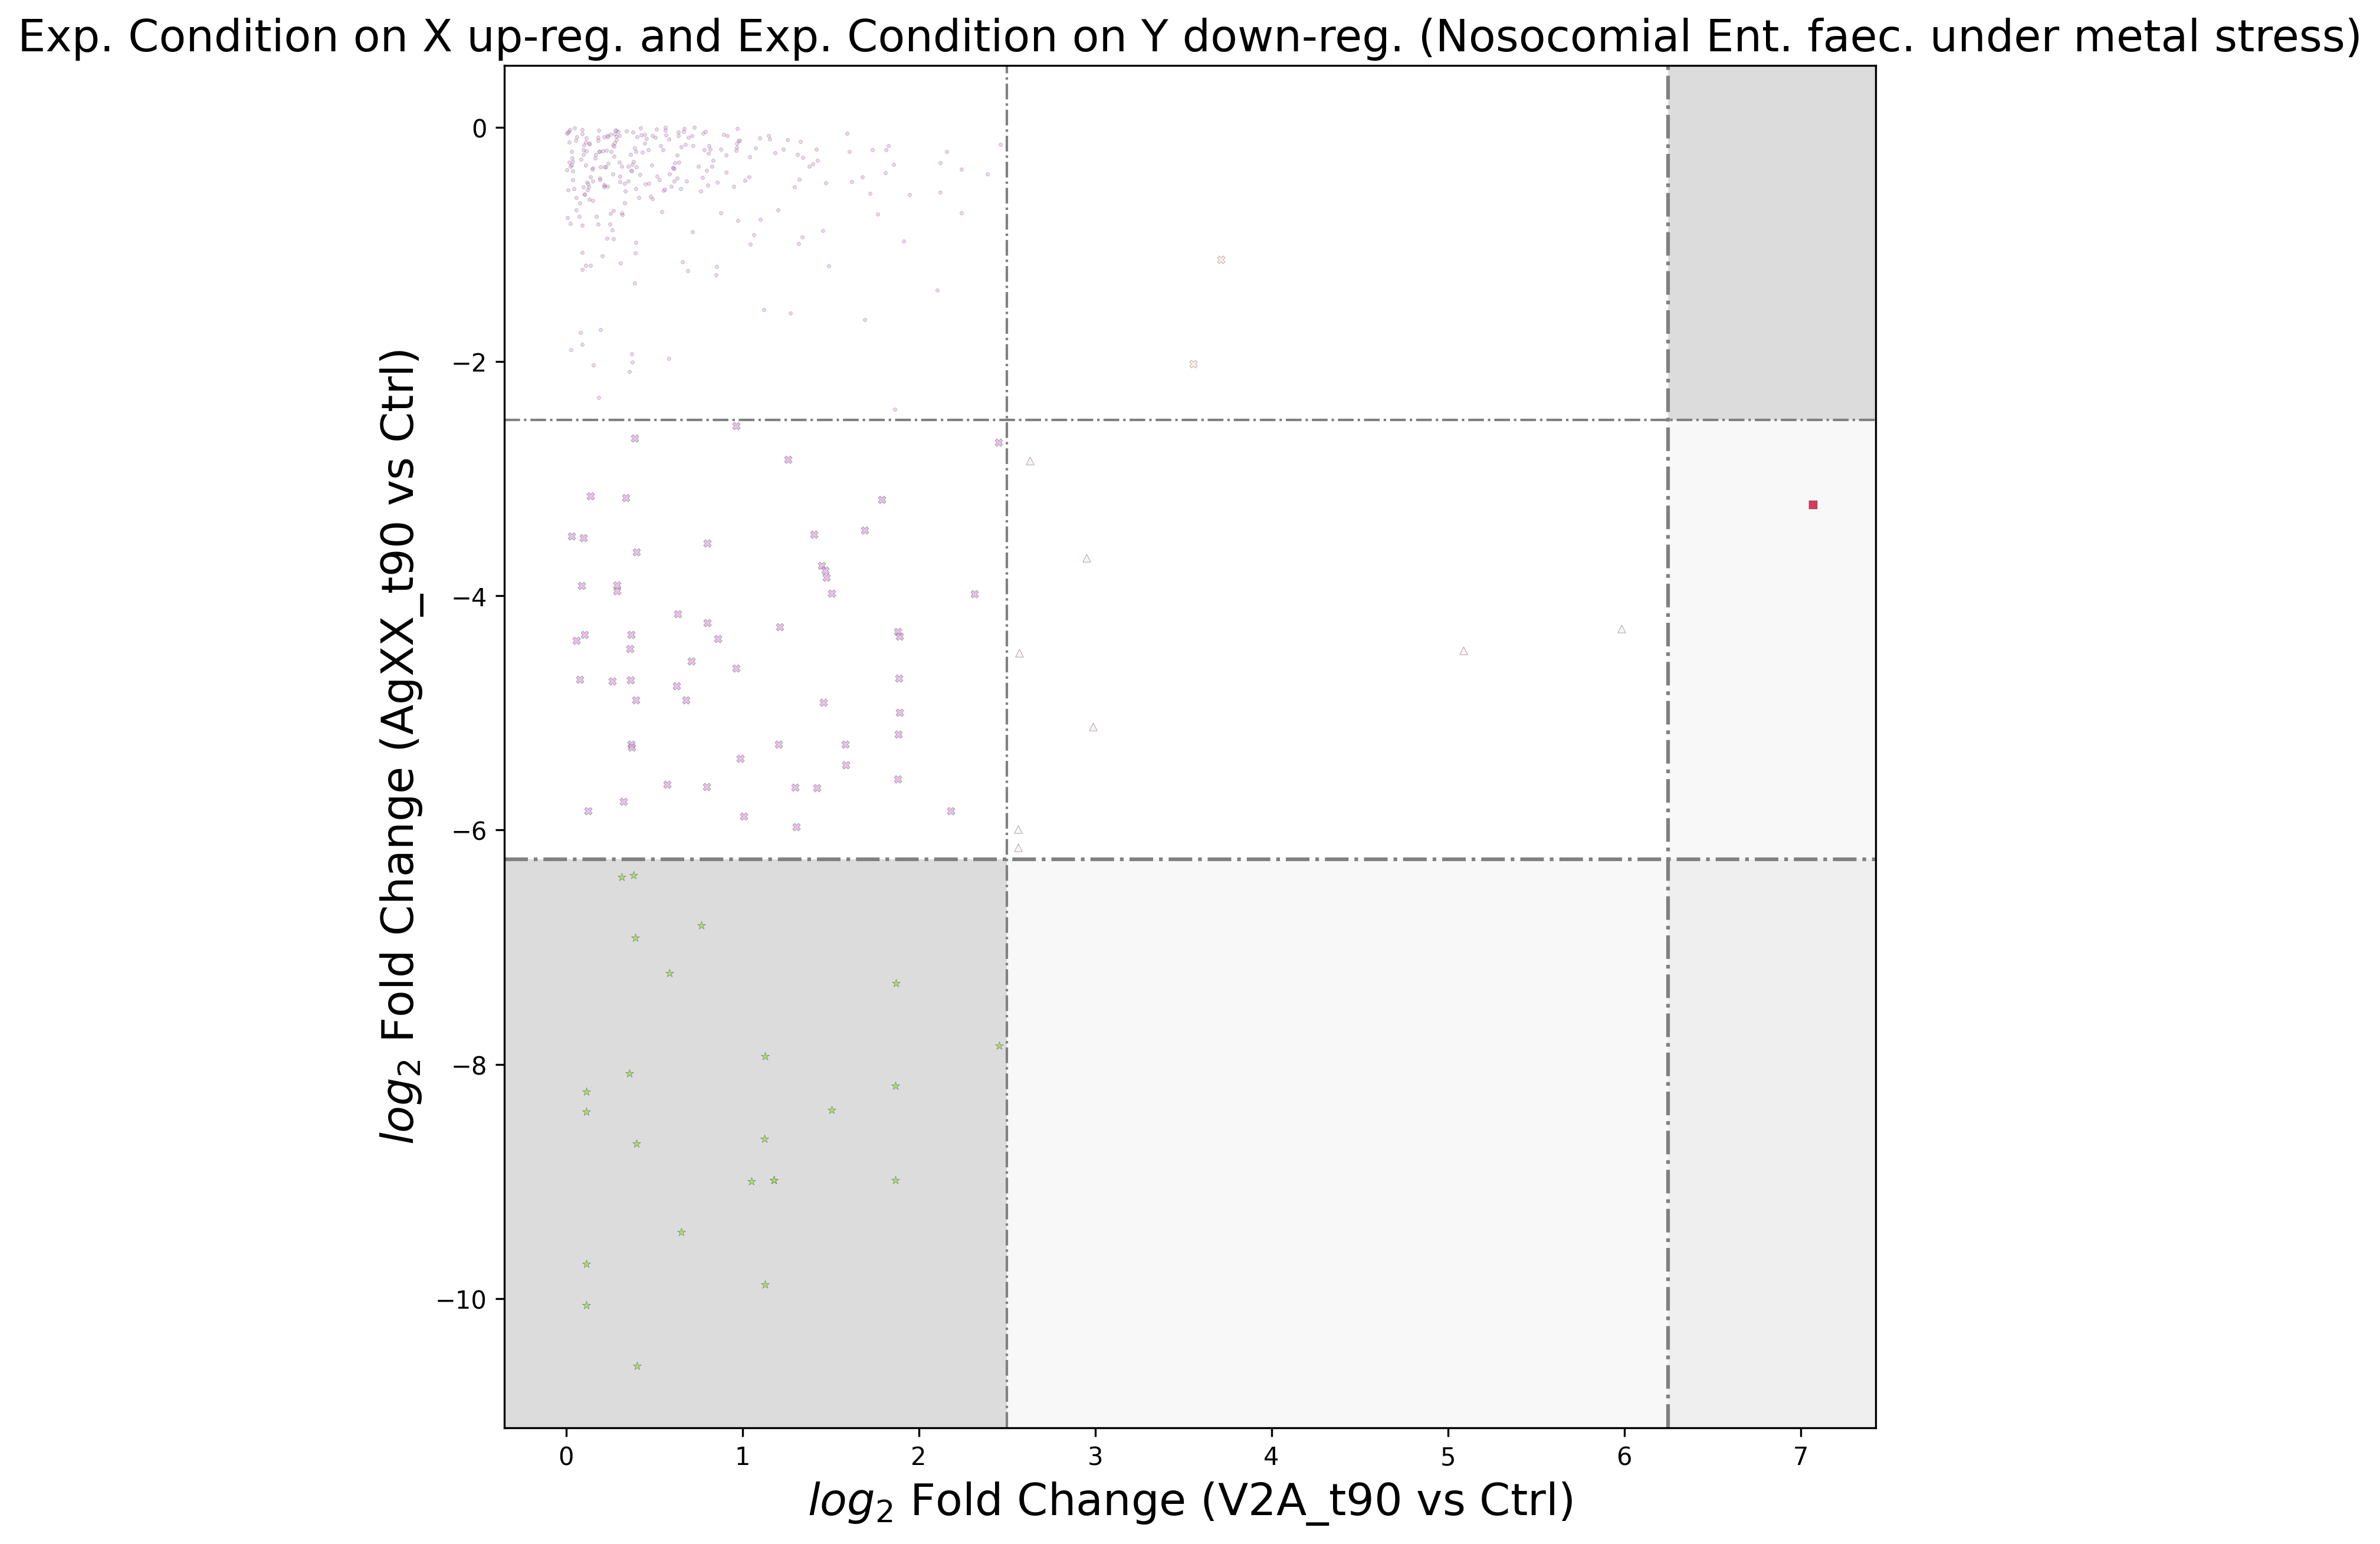 Exp. Condition on X up-reg. and Exp. Condition on Y down-reg. (Nosocomial Ent. faec. under metal stress)
log₂ Fold Change (AgXX_t90 vs Ctrl)
0
−2
−4
−6
−8
−10
0 1 2 3 4 5 6 7
log₂ Fold Change (V2A_t90 vs Ctrl)